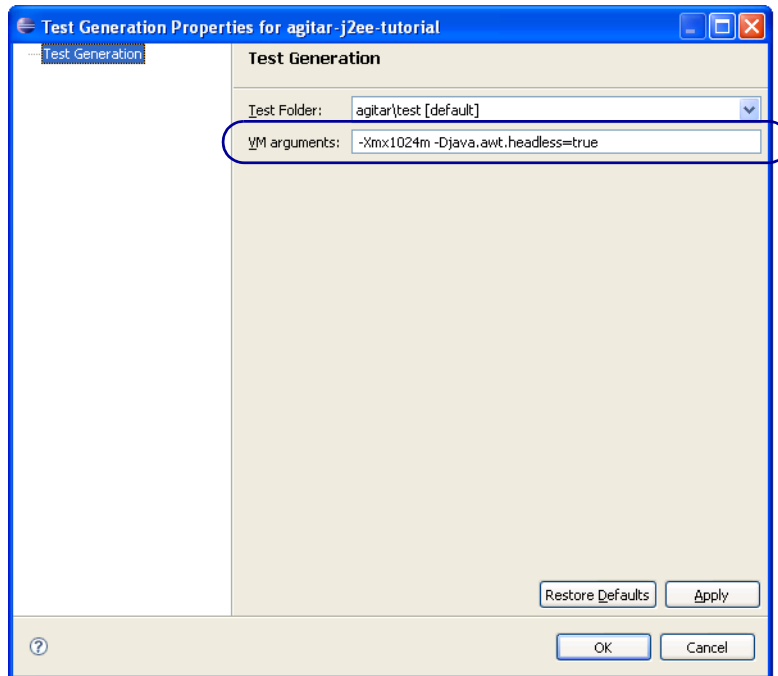 Test Generation Properties for agitar-j2ee-tutorial
Test Generation
Test Generation
Test Folder: agitar\test [default]
VM arguments: -Xmx1024m -Djava.awt.headless=true
Restore Defaults Apply
? OK Cancel